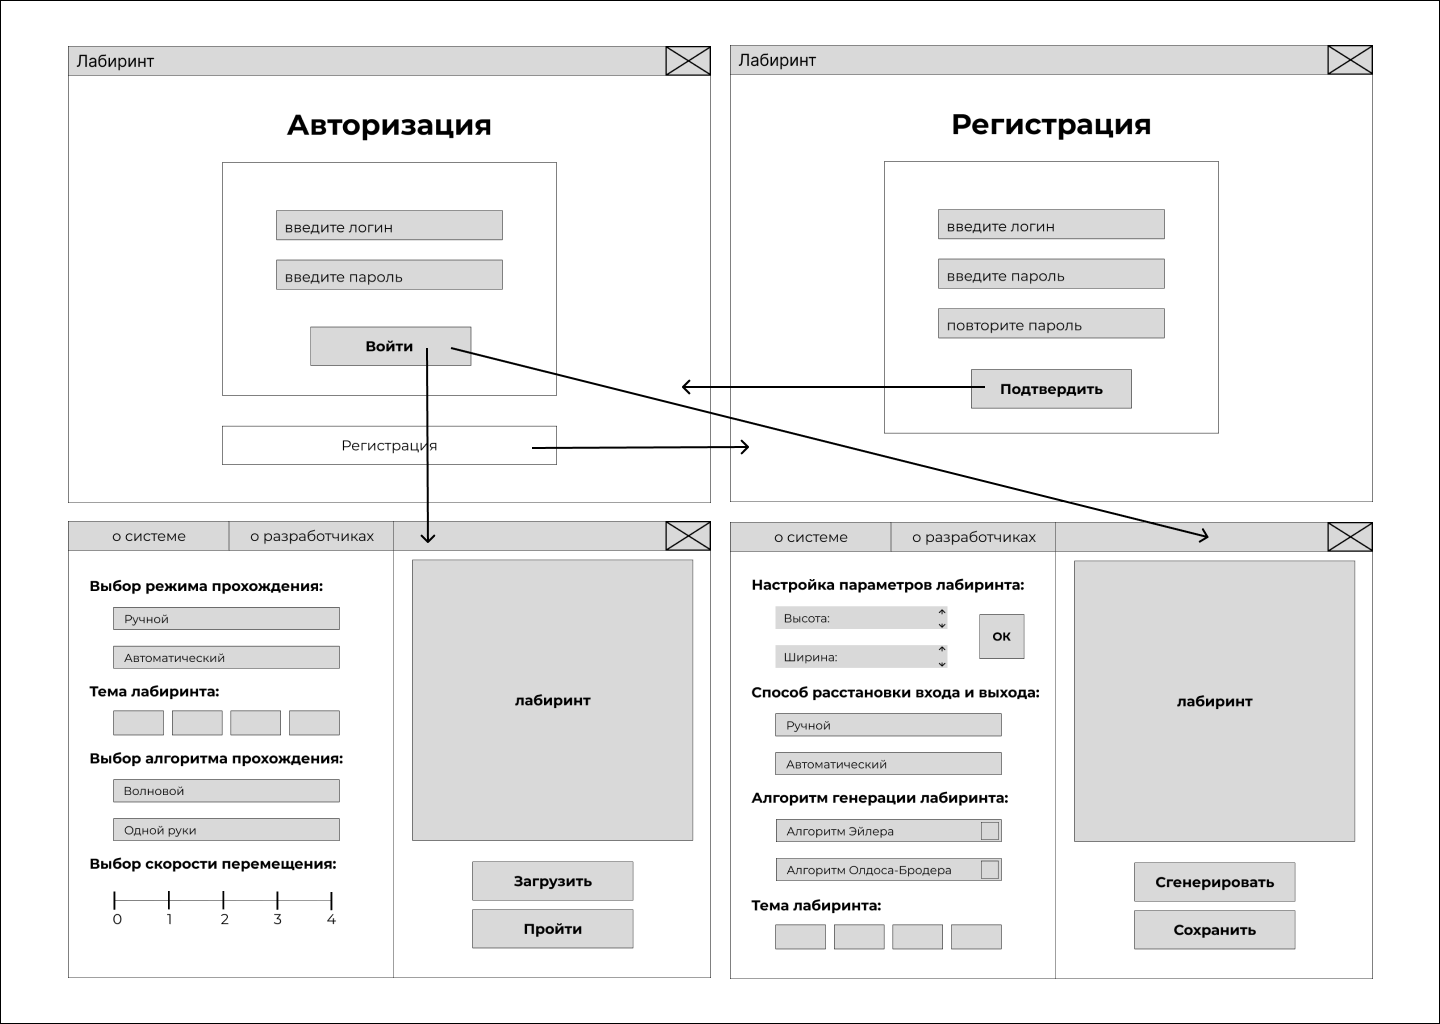 Лабиринт
Авторизация
введите логин
введите пароль
Войти
Регистрация
Лабиринт
Регистрация
введите логин
введите пароль
повторите пароль
Подтвердить
о системе
о разработчиках
Выбор режима прохождения:
Ручной
Автоматический
Тема лабиринта:
Выбор алгоритма прохождения:
Волновой
Одной руки
Выбор скорости перемещения:
0 1 2 3 4
лабиринт
Загрузить
Пройти
о системе
о разработчиках
Настройка параметров лабиринта:
Высота:
Ширина:
ОК
Способ расстановки входа и выхода:
Ручной
Автоматический
Алгоритм генерации лабиринта:
Алгоритм Эйлера
Алгоритм Олдоса-Бродера
Тема лабиринта:
лабиринт
Сгенерировать
Сохранить